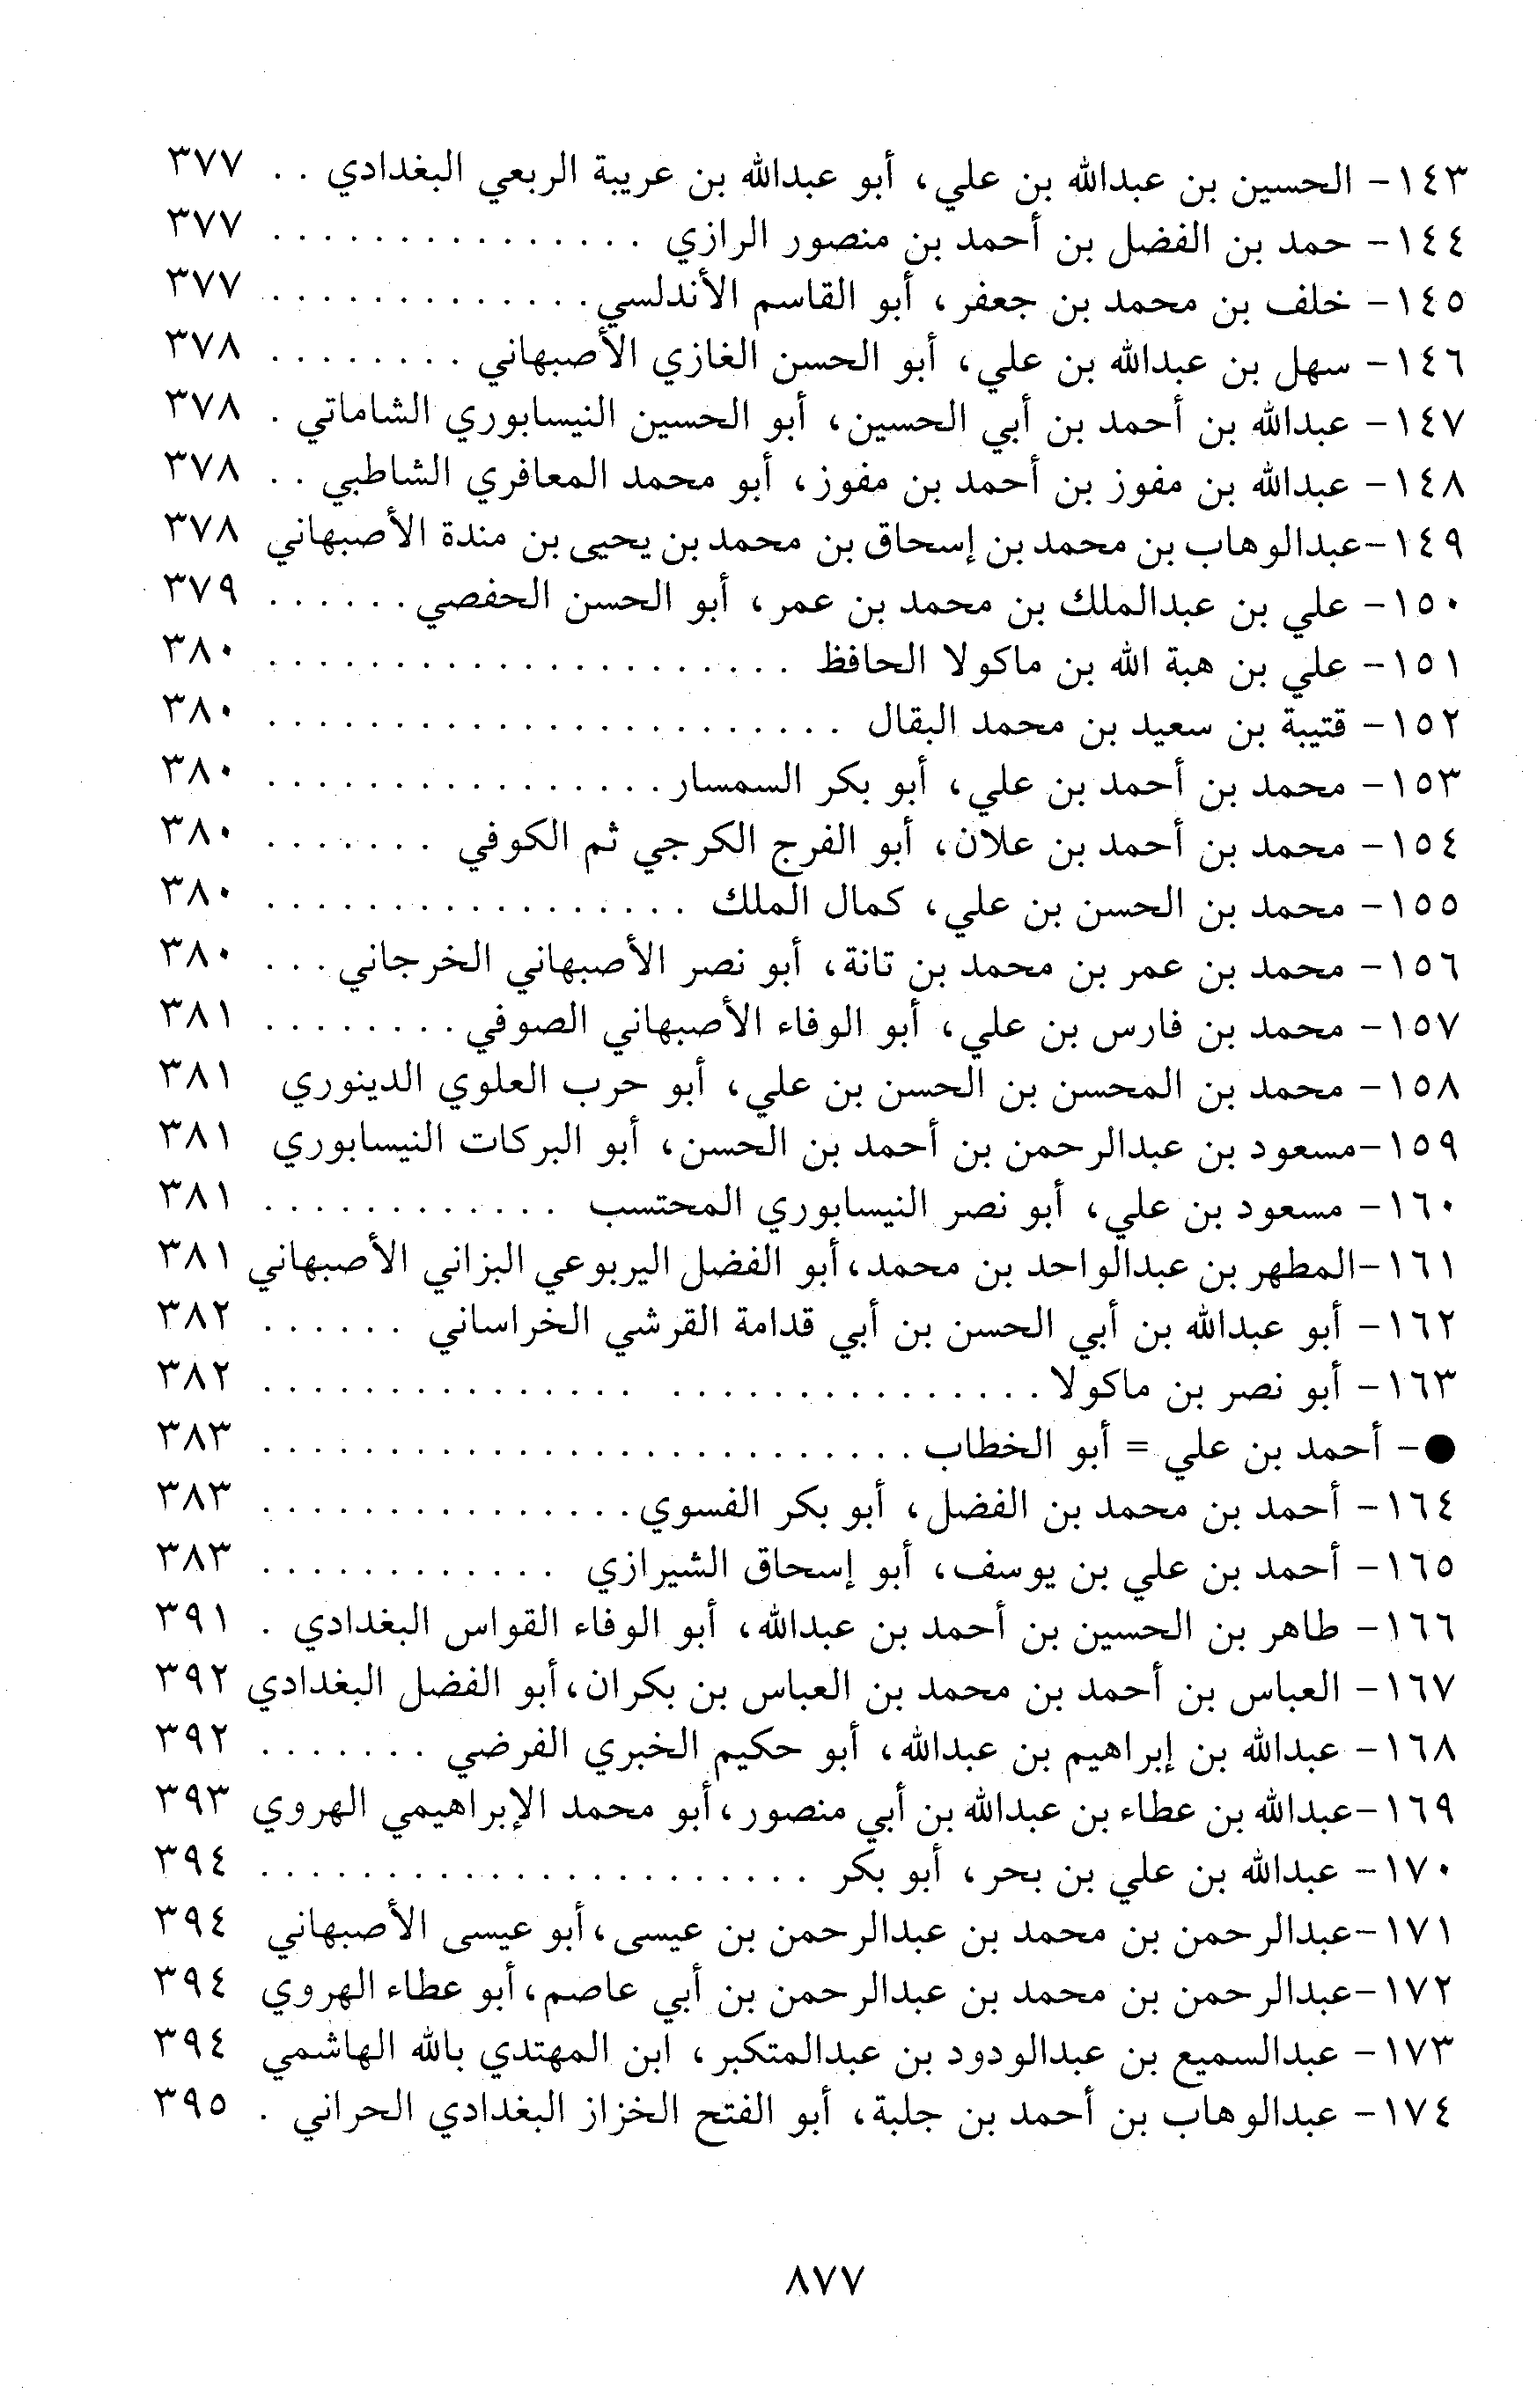 ١٤٣- الحسين بن عبدالله بن علي، أبو عبدالله بن عريبة الربعي البغدادي . . ٣٧٧
١٤٤- حمد بن الفضل بن أحمد بن منصور الرازي . . . . . . . . . . . . . . . ٣٧٧
١٤٥- خلف بن محمد بن جعفر، أبو القاسم الأندلسي . . . . . . . . . . . . . ٣٧٧
١٤٦- سهل بن عبدالله بن علي، أبو الحسن الغازي الأصبهاني . . . . . . . . ٣٧٨
١٤٧- عبدالله بن أحمد بن أبي الحسين، أبو الحسين النيسابوري الشاماتي . ٣٧٨
١٤٨- عبدالله بن مفوز بن أحمد بن مفوز، أبو محمد المعافري الشاطبي . . ٣٧٨
١٤٩-عبدالوهاب بن محمد بن إسحاق بن محمد بن يحيى بن مندة الأصبهاني ٣٧٨
١٥٠- علي بن عبدالملك بن محمد بن عمر، أبو الحسن الحفصي . . . . . . ٣٧٩
١٥١- علي بن هبة الله بن ماكولا الحافظ . . . . . . . . . . . . . . . . . . . . . ٣٨٠
١٥٢- قتيبة بن سعيد بن محمد البقال . . . . . . . . . . . . . . . . . . . . . . . ٣٨٠
١٥٣- محمد بن أحمد بن علي، أبو بكر السمسار . . . . . . . . . . . . . . . . ٣٨٠
١٥٤- محمد بن أحمد بن علان، أبو الفرج الكرجي ثم الكوفي . . . . . . . ٣٨٠
١٥٥- محمد بن الحسن بن علي، كمال الملك . . . . . . . . . . . . . . . . . ٣٨٠
١٥٦- محمد بن عمر بن محمد بن تانة، أبو نصر الأصبهاني الخرجاني . . . ٣٨٠
١٥٧- محمد بن فارس بن علي، أبو الوفاء الأصبهاني الصوفي . . . . . . . . ٣٨١
١٥٨- محمد بن المحسن بن الحسن بن علي، أبو حرب العلوي الدينوري ٣٨١
١٥٩-مسعود بن عبدالرحمن بن أحمد بن الحسن، أبو البركات النيسابوري ٣٨١
١٦٠- مسعود بن علي، أبو نصر النيسابوري المحتسب . . . . . . . . . . . . ٣٨١
١٦١-المطهر بن عبدالواحد بن محمد، أبو الفضل اليربوعي البزاني الأصبهاني ٣٨١
١٦٢- أبو عبدالله بن أبي الحسن بن أبي قدامة القرشي الخراساني . . . . . . ٣٨٢
١٦٣- أبو نصر بن ماكولا . . . . . . . . . . . . . . . . . . . . . . . . . . . . . . ٣٨٢
●- أحمد بن علي = أبو الخطاب . . . . . . . . . . . . . . . . . . . . . . . . . . ٣٨٣
١٦٤- أحمد بن محمد بن الفضل، أبو بكر الفسوي . . . . . . . . . . . . . . . ٣٨٣
١٦٥- أحمد بن علي بن يوسف، أبو إسحاق الشيرازي . . . . . . . . . . . . ٣٨٣
١٦٦- طاهر بن الحسين بن أحمد بن عبدالله، أبو الوفاء القواس البغدادي . ٣٩١
١٦٧- العباس بن أحمد بن محمد بن العباس بن بكران، أبو الفضل البغدادي ٣٩٢
١٦٨- عبدالله بن إبراهيم بن عبدالله، أبو حكيم الخبري الفرضي . . . . . . . ٣٩٢
١٦٩-عبدالله بن عطاء بن عبدالله بن أبي منصور، أبو محمد الإبراهيمي الهروي ٣٩٣
١٧٠- عبدالله بن علي بن بحر، أبو بكر . . . . . . . . . . . . . . . . . . . . . . ٣٩٤
١٧١-عبدالرحمن بن محمد بن عبدالرحمن بن عيسى، أبو عيسى الأصبهاني ٣٩٤
١٧٢-عبدالرحمن بن محمد بن عبدالرحمن بن أبي عاصم، أبو عطاء الهروي ٣٩٤
١٧٣- عبدالسميع بن عبدالودود بن عبدالمتكبر، ابن المهتدي بالله الهاشمي ٣٩٤
١٧٤- عبدالوهاب بن أحمد بن جلبة، أبو الفتح الخزاز البغدادي الحراني . ٣٩٥
٨٧٧